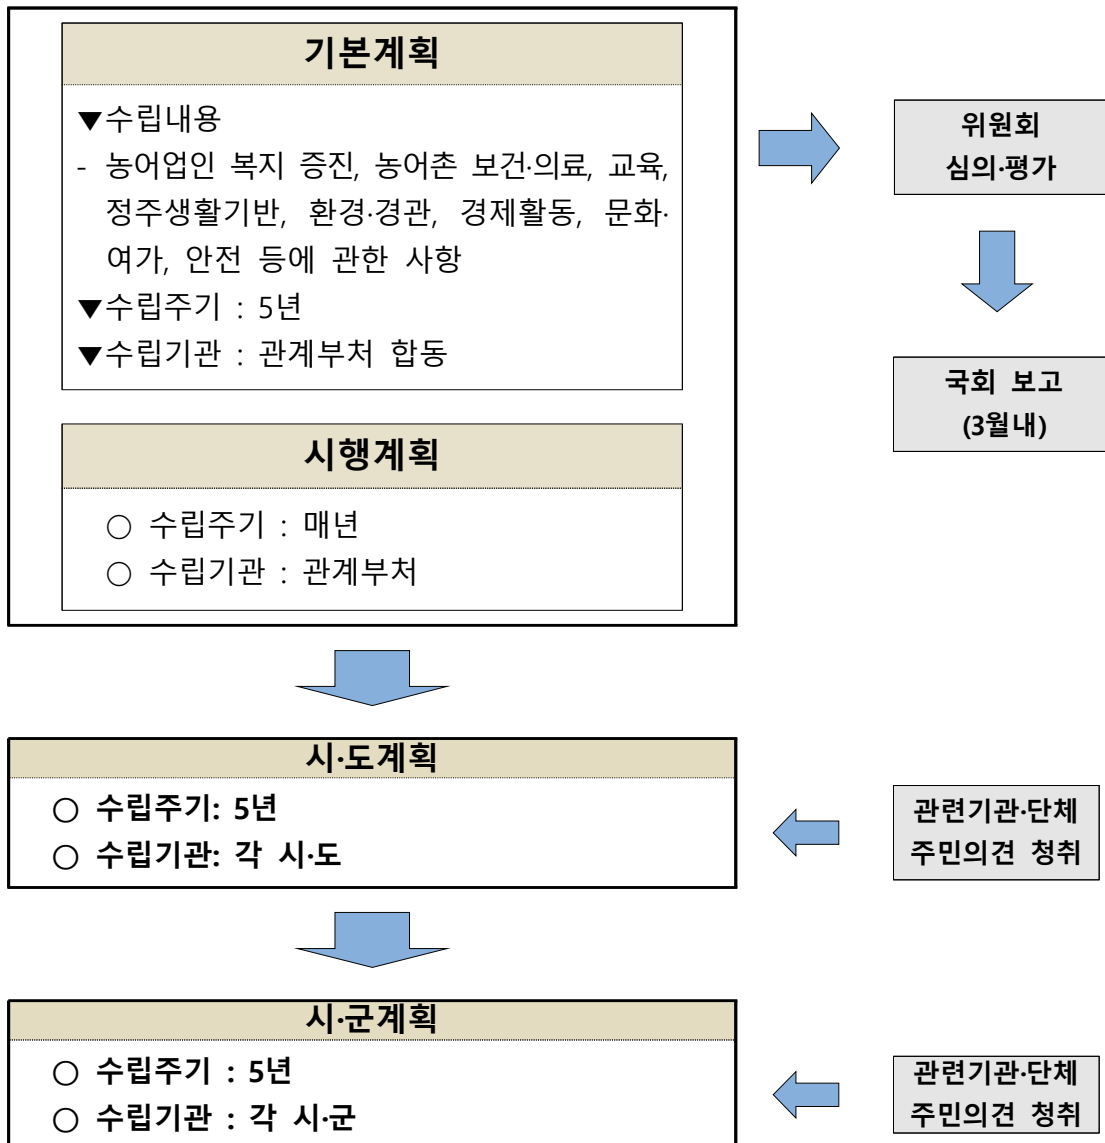 기본계획
▼수립내용
- 농어업인 복지 증진, 농어촌 보건·의료, 교육,
정주생활기반, 환경·경관, 경제활동, 문화·
여가, 안전 등에 관한 사항
▼수립주기 : 5년
▼수립기관 : 관계부처 합동
위원회
심의·평가
국회 보고
(3월내)
시행계획
○ 수립주기 : 매년
○ 수립기관 : 관계부처
시·도계획
○ 수립주기: 5년
○ 수립기관: 각 시·도
관련기관·단체
주민의견 청취
시·군계획
○ 수립주기 : 5년
○ 수립기관 : 각 시·군
관련기관·단체
주민의견 청취